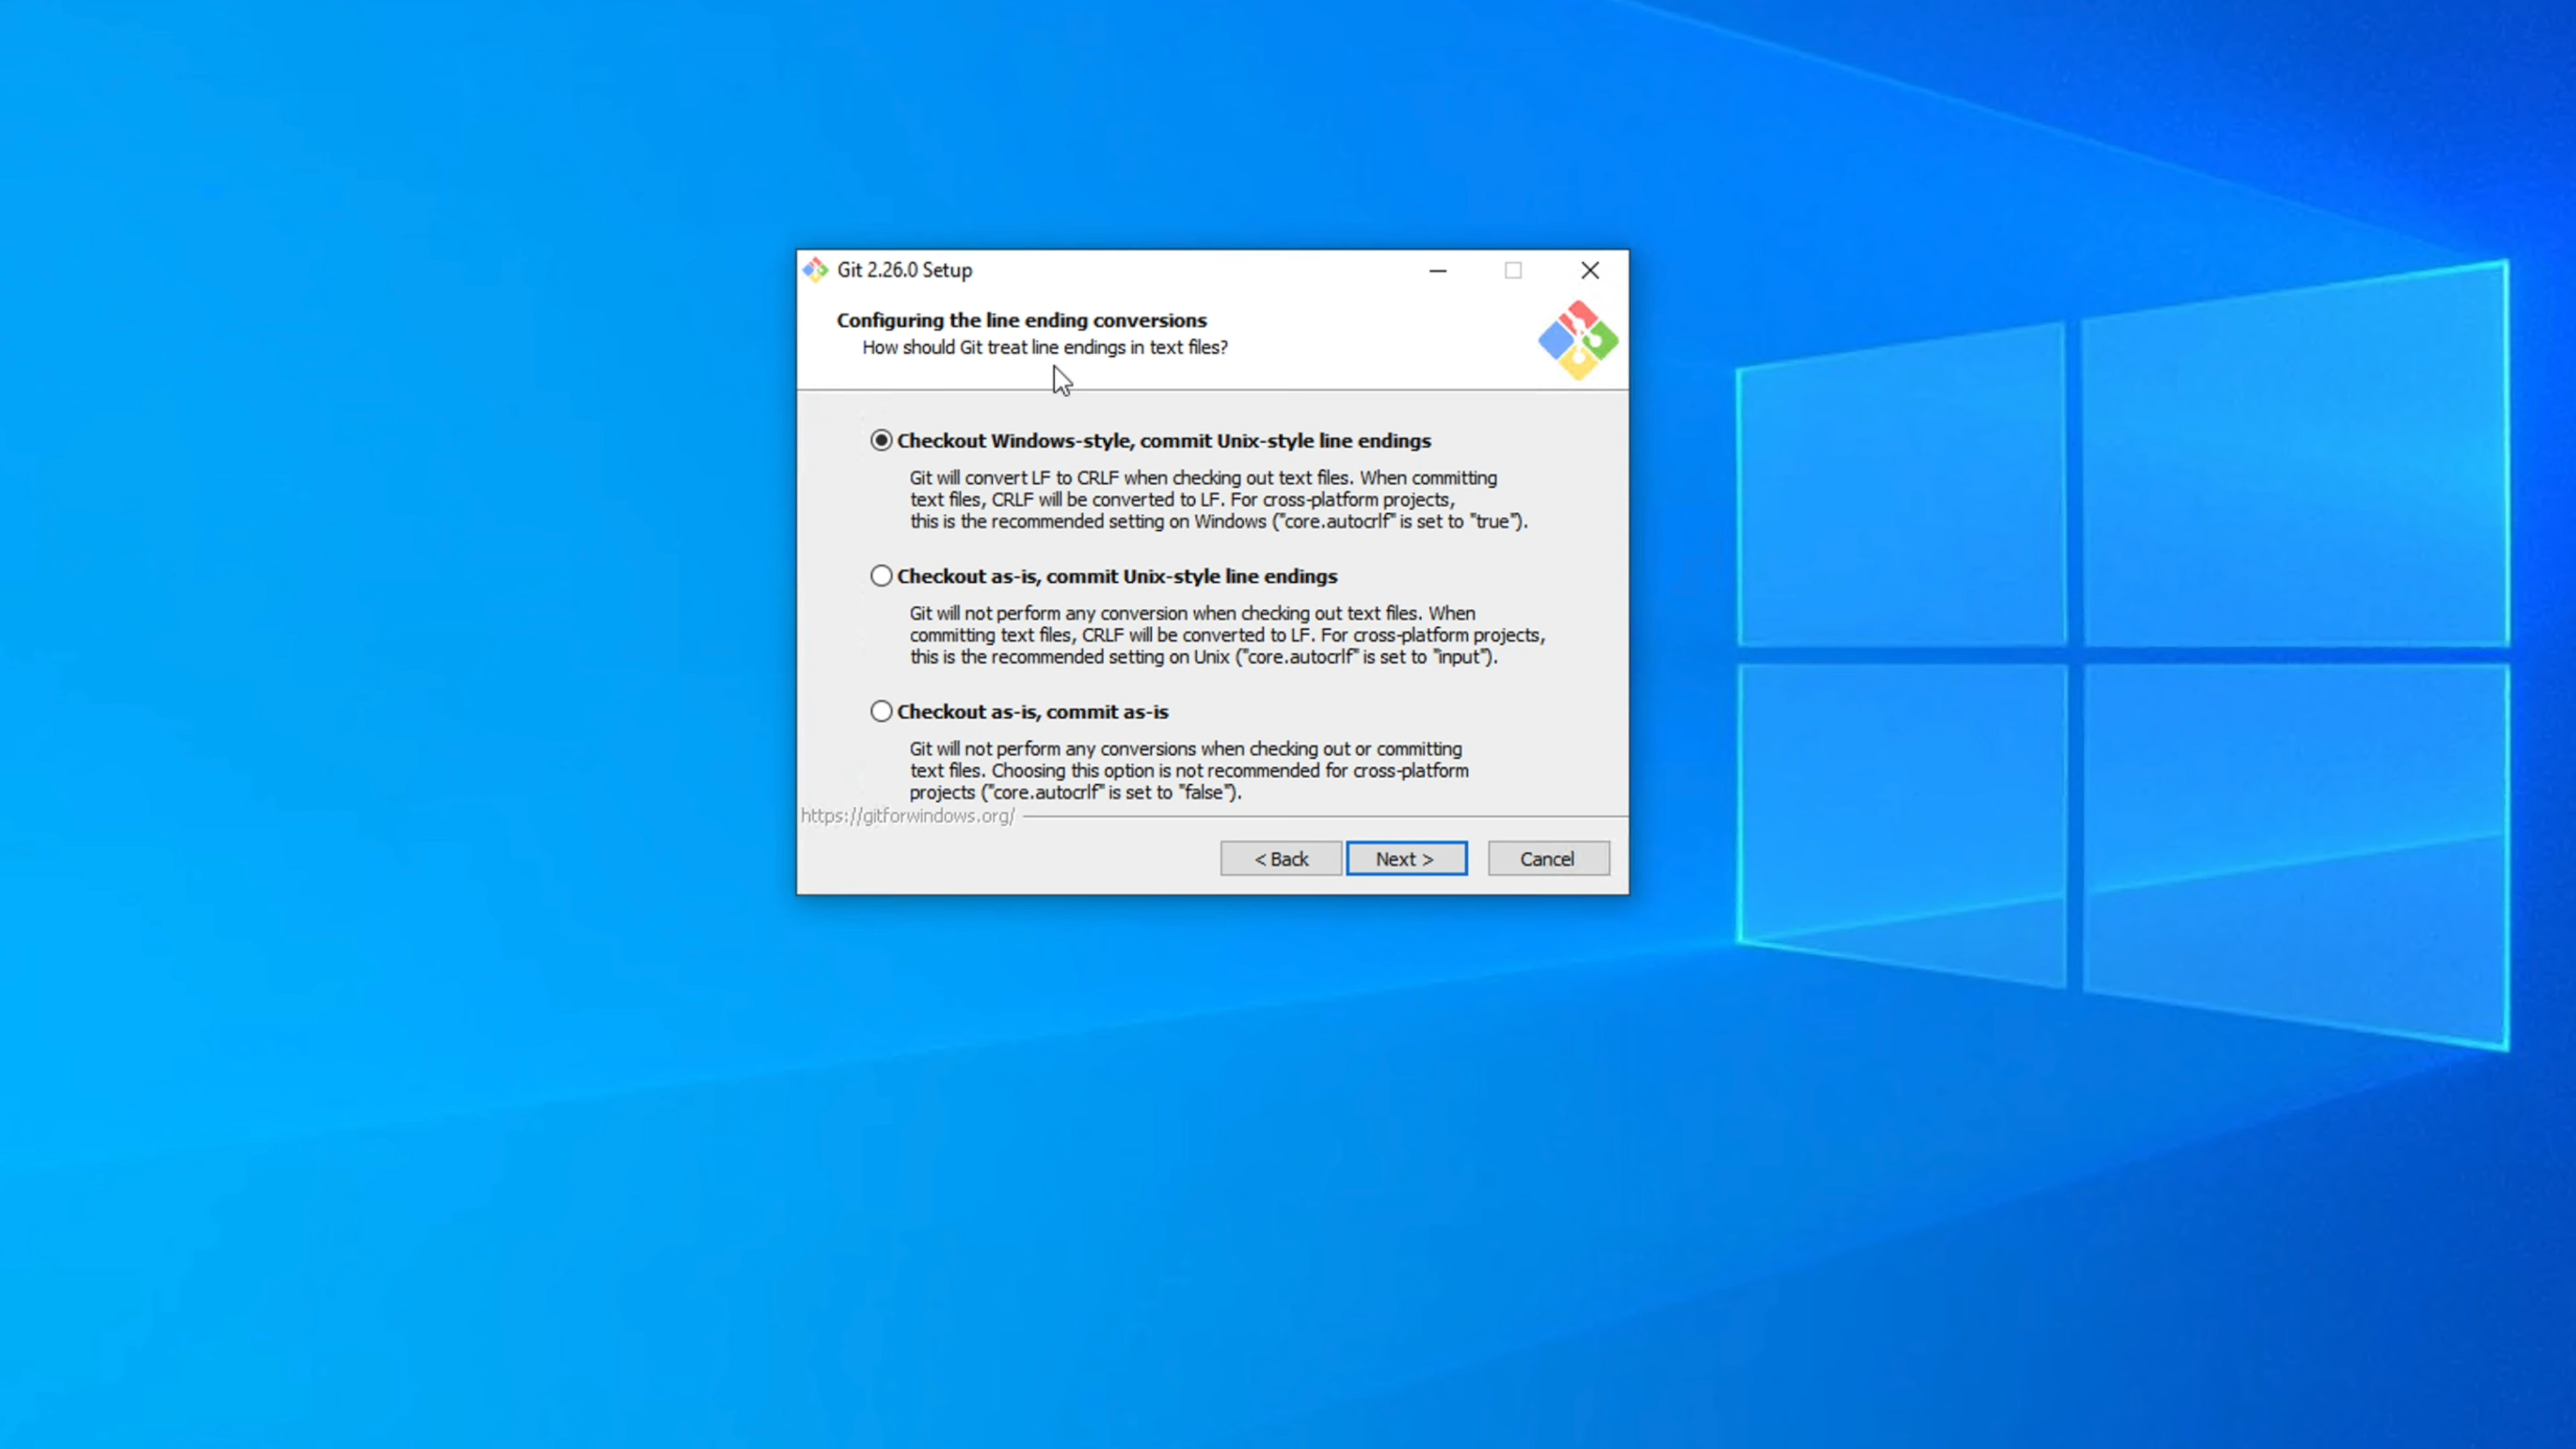 Git 2.26.0 Setup
Configuring the line ending conversions
How should Git treat line endings in text files?
Checkout Windows-style, commit Unix-style line endings
Git will convert LF to CRLF when checking out text files. When committing
text files, CRLF will be converted to LF. For cross-platform projects,
this is the recommended setting on Windows ("core.autocrlf" is set to "true").
Checkout as-is, commit Unix-style line endings
Git will not perform any conversion when checking out text files. When
committing text files, CRLF will be converted to LF. For cross-platform projects,
this is the recommended setting on Unix ("core.autocrlf" is set to "input").
Checkout as-is, commit as-is
Git will not perform any conversions when checking out or committing
text files. Choosing this option is not recommended for cross-platform
projects ("core.autocrlf" is set to "false").
https://gitforwindows.org/
< Back Next > Cancel